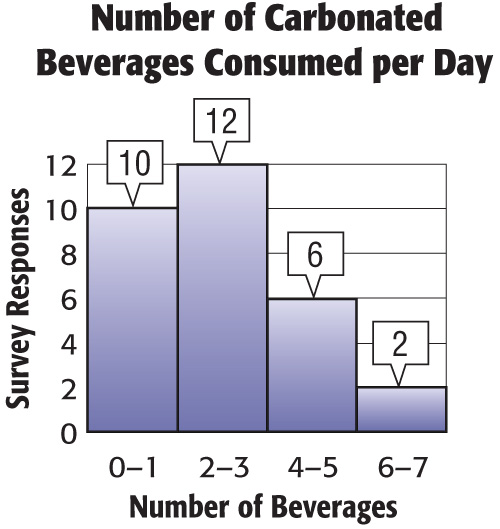 Number of Carbonated
Beverages Consumed per Day
12
10
12
10
8
6
4
2
0
6
2
Survey Responses
0–1 2–3 4–5 6–7
Number of Beverages